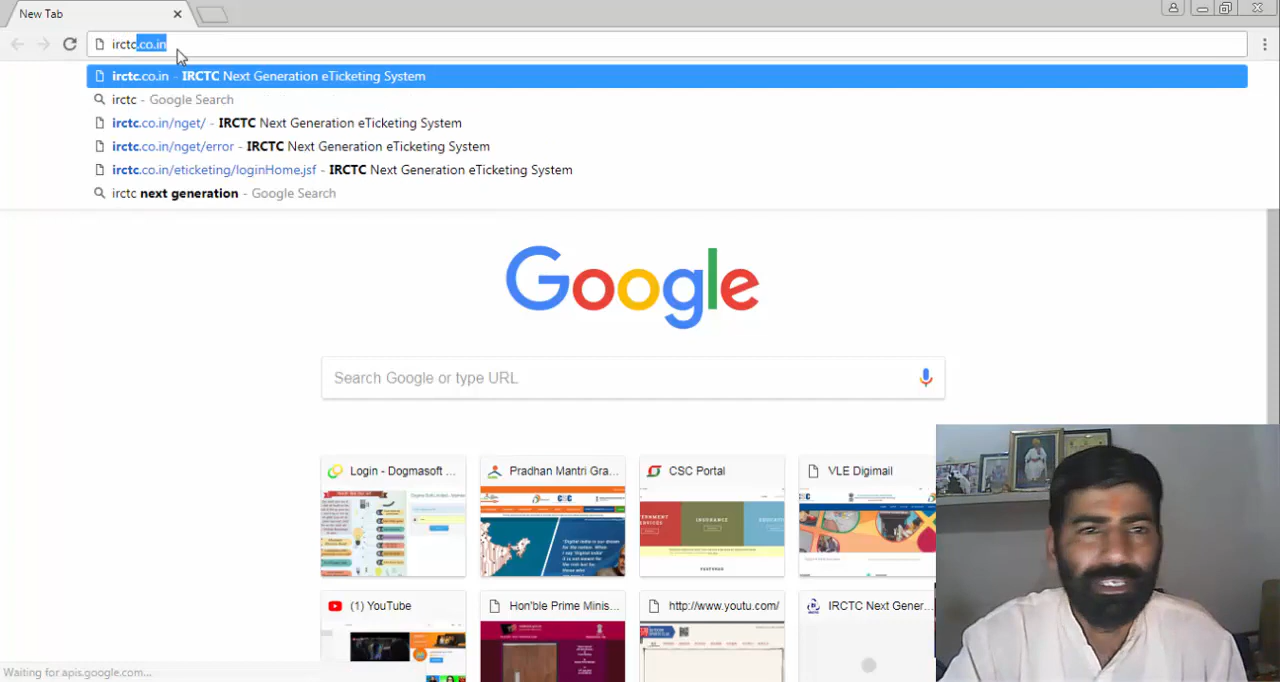 New Tab
irctc.co.in
irctc.co.in - IRCTC Next Generation eTicketing System
irctc - Google Search
irctc.co.in/nget/ - IRCTC Next Generation eTicketing System
irctc.co.in/nget/error - IRCTC Next Generation eTicketing System
irctc.co.in/eticketing/loginHome.jsf - IRCTC Next Generation eTicketing System
irctc next generation - Google Search
Google
Search Google or type URL
Login - Dogmasoft ...
Pradhan Mantri Gra...
CSC Portal
VLE Digimail
INSURANCE
(1) YouTube
Hon'ble Prime Minis...
http://www.youtu.com/
IRCTC Next Gener...
Waiting for apis.google.com...